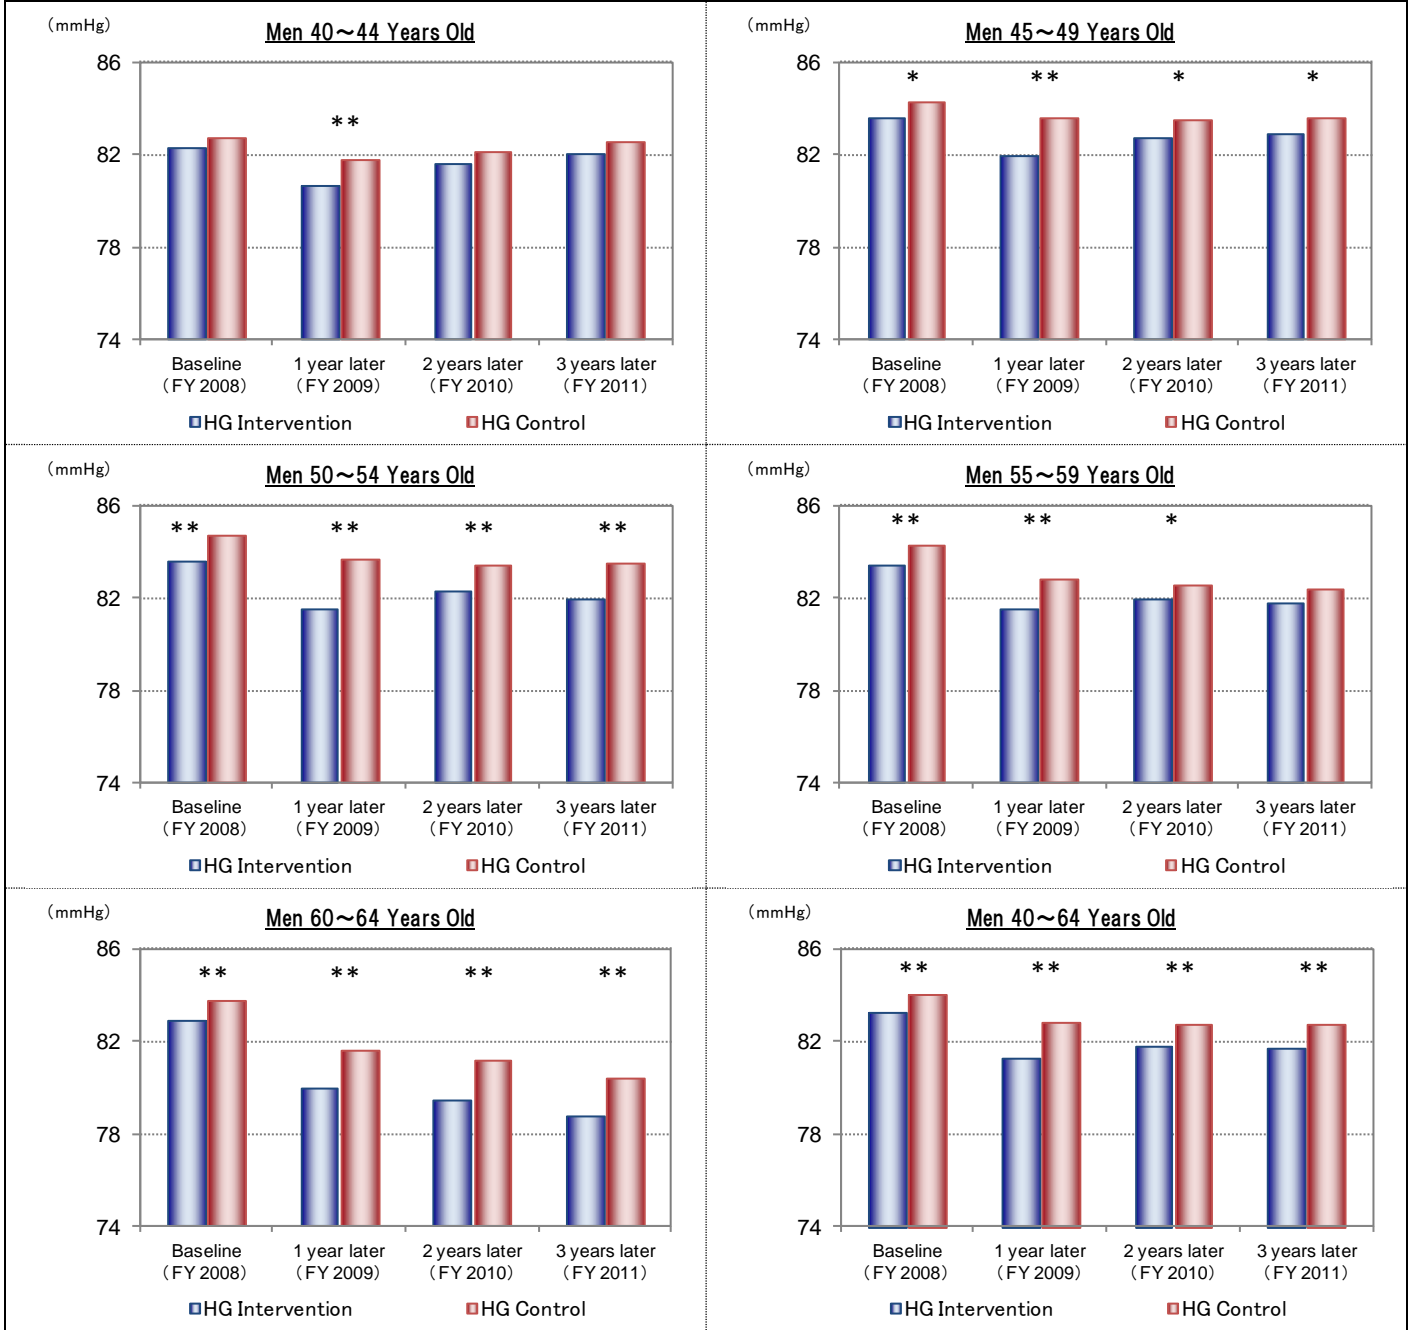 （mmHg）
Men 40～44 Years Old
86
**
82
78
74
Baseline 1 year later 2 years later 3 years later
（FY 2008） （FY 2009） （FY 2010） （FY 2011）
HG Intervention HG Control
（mmHg）
Men 45～49 Years Old
86
* ** * *
82
78
74
Baseline 1 year later 2 years later 3 years later
（FY 2008） （FY 2009） （FY 2010） （FY 2011）
HG Intervention HG Control
（mmHg）
Men 50～54 Years Old
86
** ** ** **
82
78
74
Baseline 1 year later 2 years later 3 years later
（FY 2008） （FY 2009） （FY 2010） （FY 2011）
HG Intervention HG Control
（mmHg）
Men 55～59 Years Old
86
** ** *
82
78
74
Baseline 1 year later 2 years later 3 years later
（FY 2008） （FY 2009） （FY 2010） （FY 2011）
HG Intervention HG Control
（mmHg）
Men 60～64 Years Old
86
** ** ** **
82
78
74
Baseline 1 year later 2 years later 3 years later
（FY 2008） （FY 2009） （FY 2010） （FY 2011）
HG Intervention HG Control
（mmHg）
Men 40～64 Years Old
86
** ** ** **
82
78
74
Baseline 1 year later 2 years later 3 years later
（FY 2008） （FY 2009） （FY 2010） （FY 2011）
HG Intervention HG Control